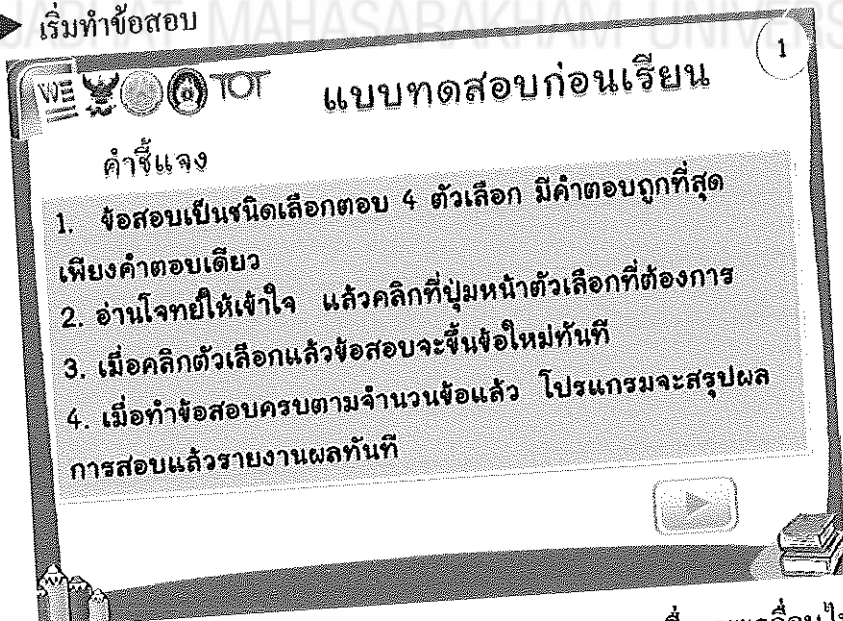 MAHASARAKHAM UNIVERS
เริ่มทำข้อสอบ
1
TOT
แบบทดสอบก่อนเรียน
คำชี้แจง
1. ข้อสอบเป็นชนิดเลือกตอบ 4 ตัวเลือก มีคำตอบถูกที่สุด
เพียงคำตอบเดียว
2. อ่านโจทย์ให้เข้าใจ แล้วคลิกที่ปุ่มหน้าตัวเลือกที่ต้องการ
3. เมื่อคลิกตัวเลือกแล้วข้อสอบจะขึ้นข้อใหม่ทันที
4. เมื่อทำข้อสอบครบตามจำนวนข้อแล้ว โปรแกรมจะสรุปผล
การสอบแล้วรายงานผลทันที